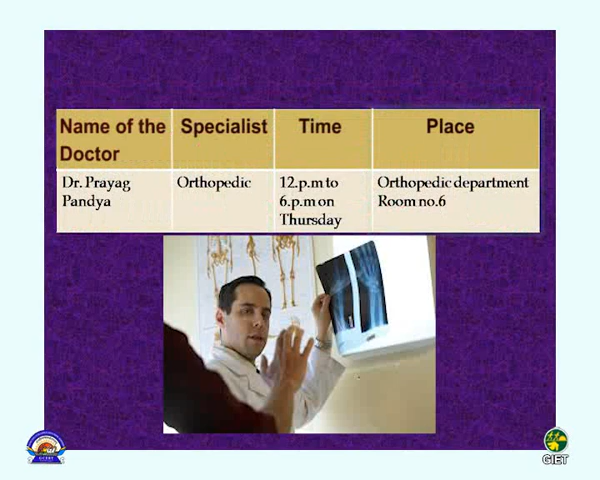 Name of the Specialist Time Place
Doctor
Dr. Prayag Orthopedic 12.p.m to Orthopedic department
Pandya 6.p.m on Room no.6
Thursday
GIET